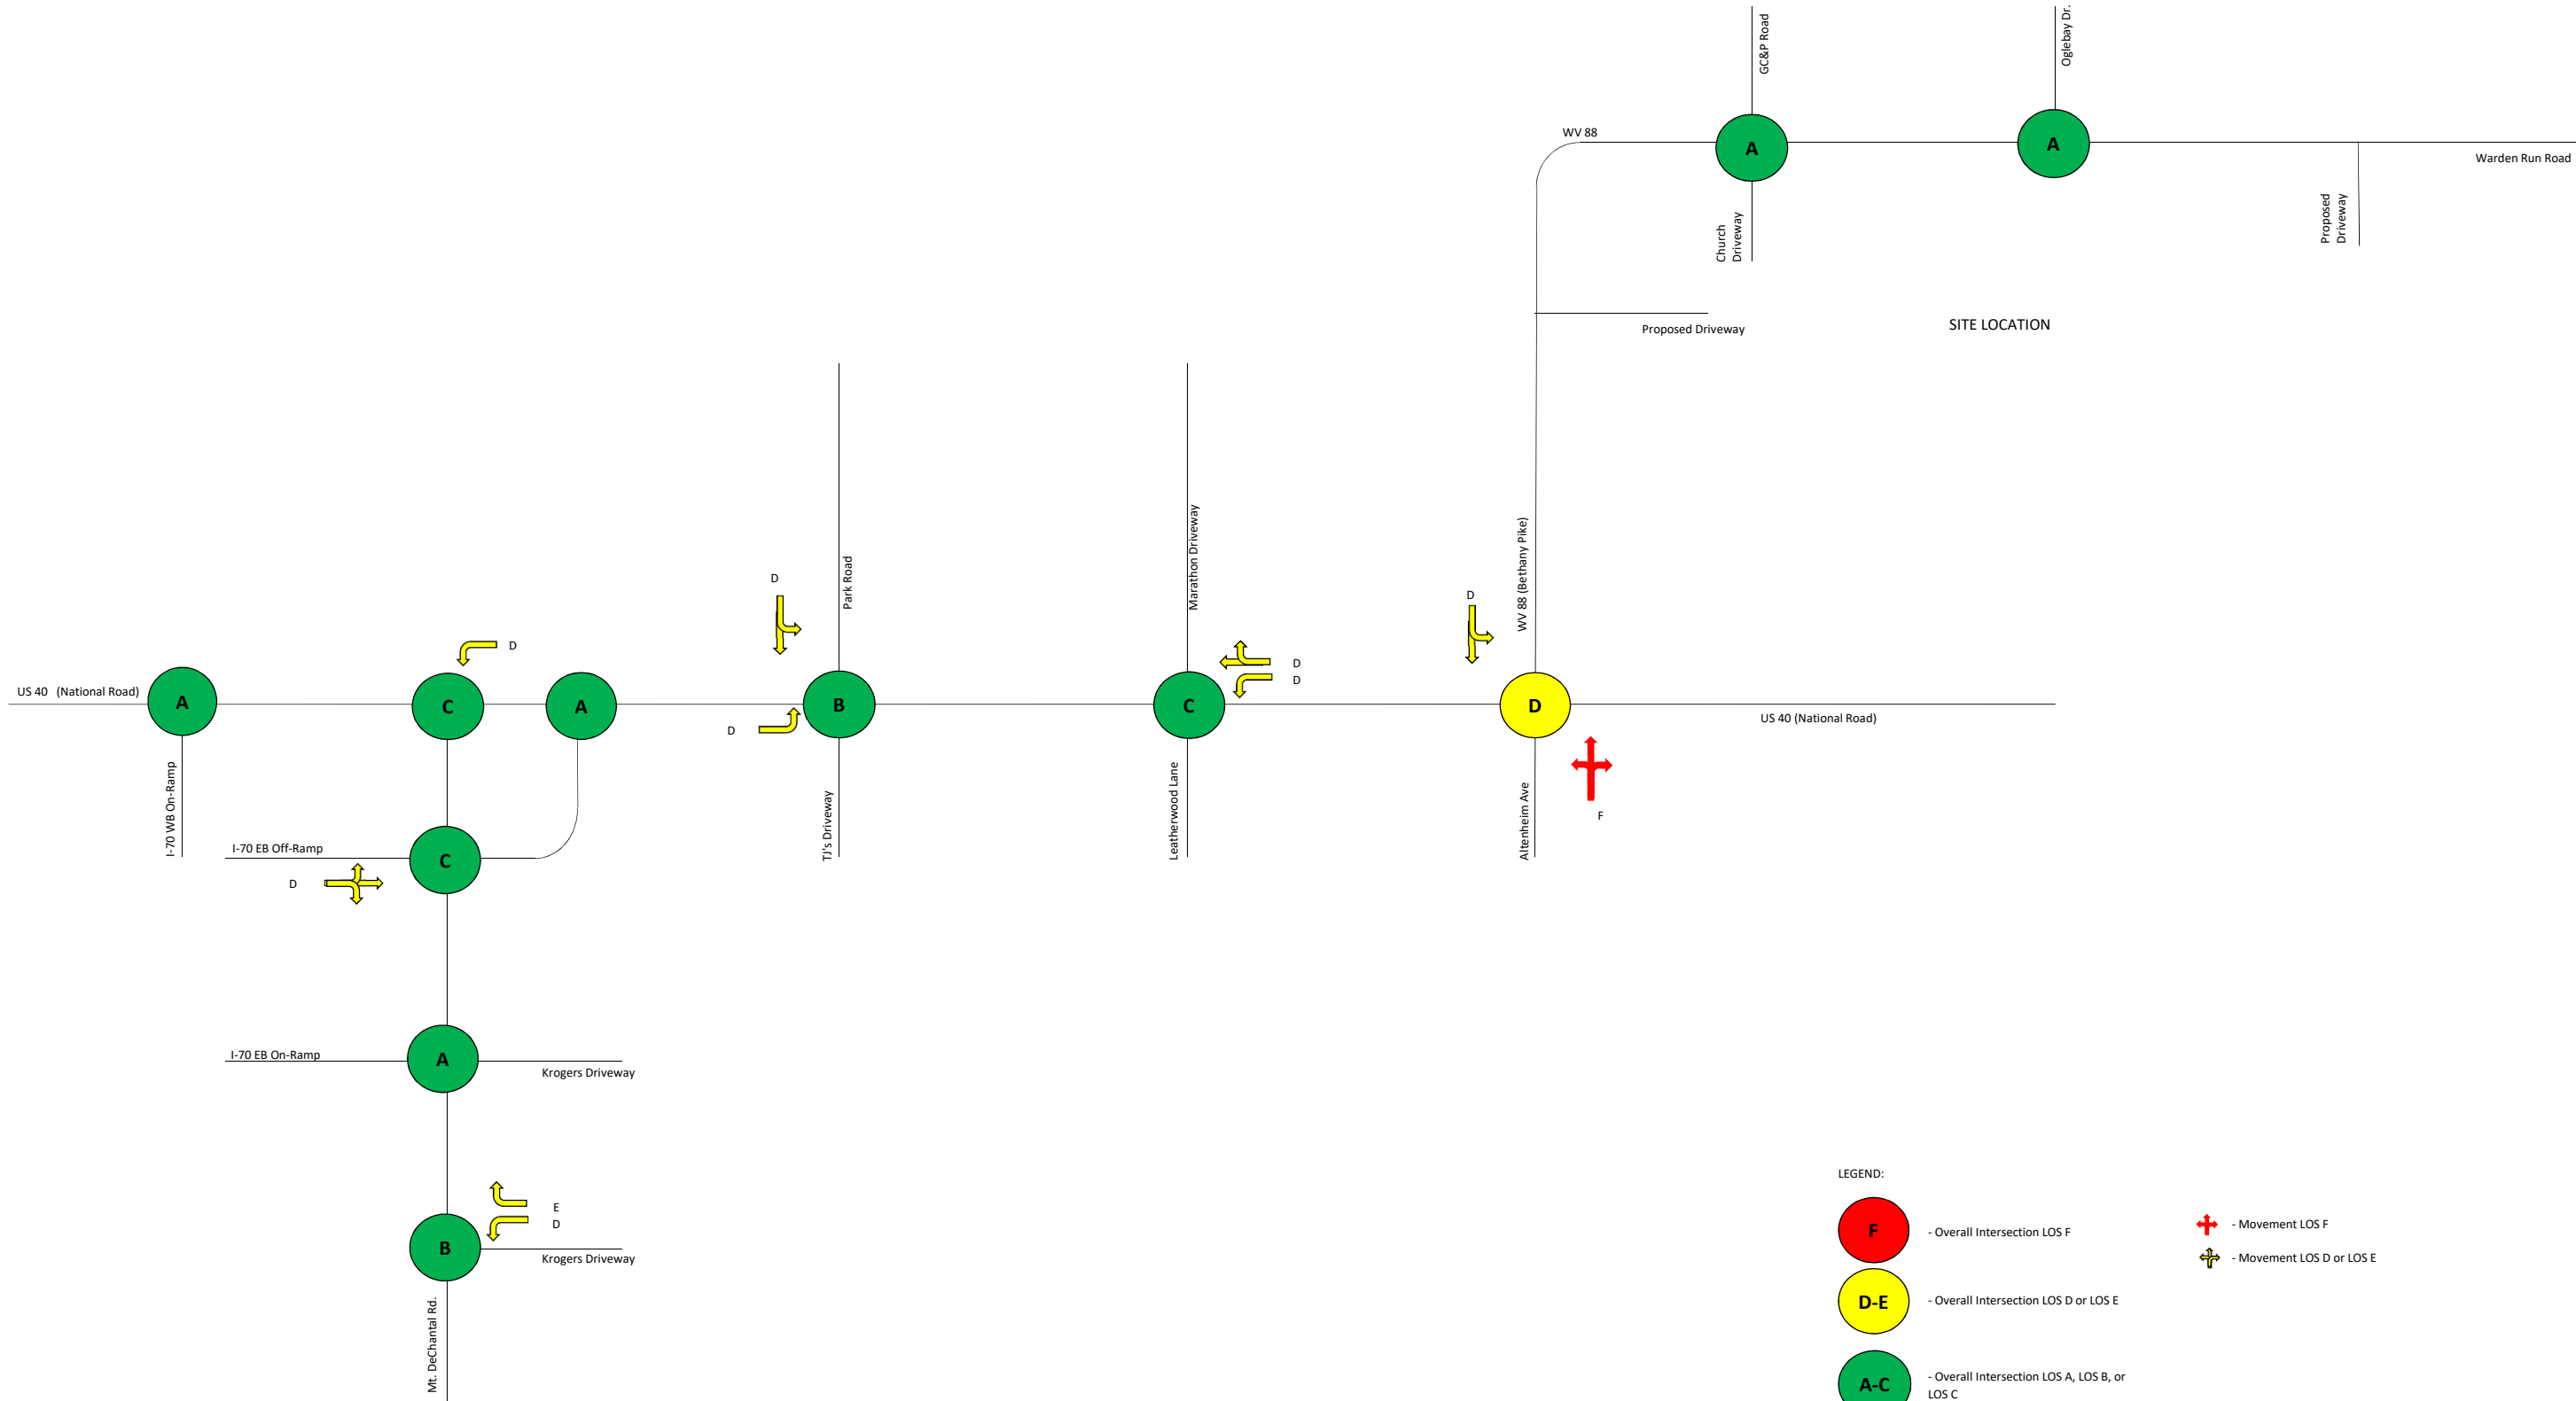 GC&P Road
Oglebay Dr.
WV 88
A
A
Warden Run Road
Church
Driveway
Proposed
Driveway
Proposed Driveway
SITE LOCATION
Park Road
Marathon Driveway
WV 88 (Bethany Pike)
D
D
D
D
D
US 40 (National Road)
A
C
A
B
C
D
D
US 40 (National Road)
I-70 WB On-Ramp
TJ's Driveway
Leatherwood Lane
Altenheim Ave
F
I-70 EB Off-Ramp
C
D
I-70 EB On-Ramp
A
Krogers Driveway
E
D
B
Krogers Driveway
Mt. DeChantal Rd.
LEGEND:
F
- Overall Intersection LOS F
- Movement LOS F
- Movement LOS D or LOS E
D-E
- Overall Intersection LOS D or LOS E
A-C
- Overall Intersection LOS A, LOS B, or
LOS C